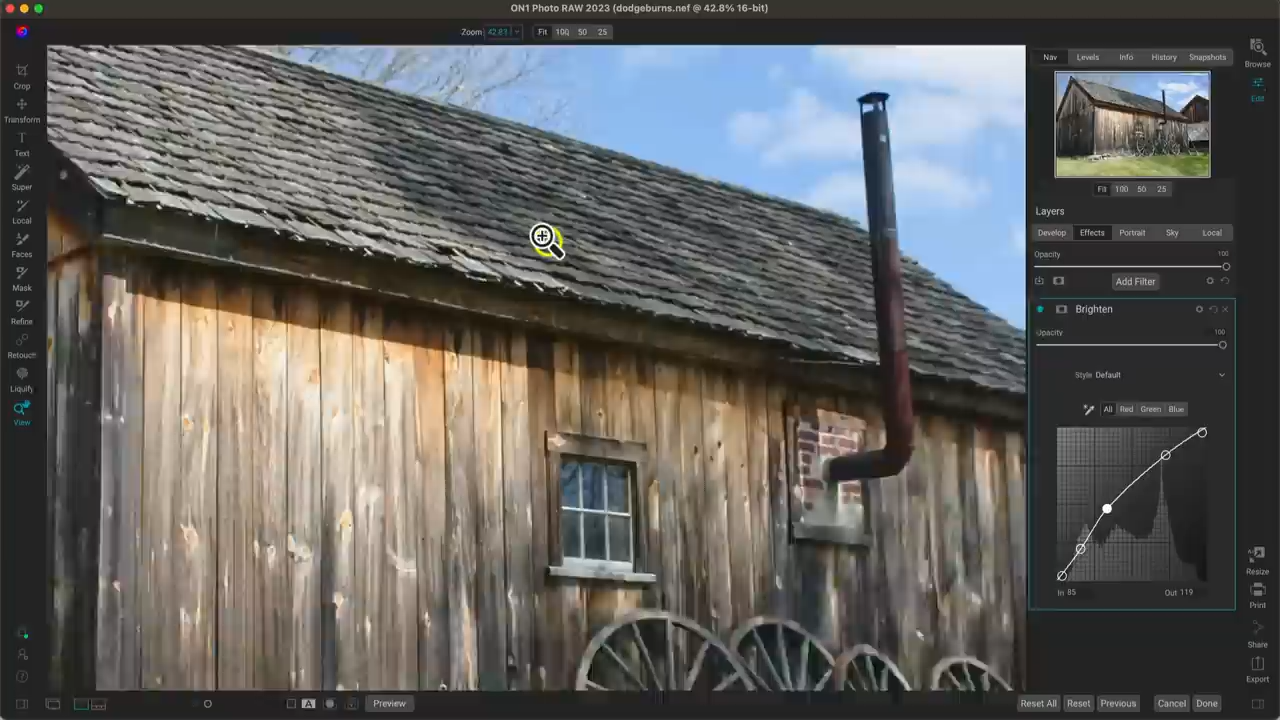 ON1 Photo RAW 2023 (dodgeburns.nef @ 42.8% 16-bit)
Zoom 42.81 Fit 100 50 25
Crop
Transform
Text
Super
Local
Faces
Mask
Refine
Retouch
Liquify
View
Nav Levels Info History Snapshots
Fit 100 50 25
Layers
Develop Effects Portrait Sky Local
Opacity 100
Add Filter
Brighten
Opacity 100
Style Default
All Red Green Blue
In 85 Out 119
Browse
Edit
Resize
Print
Share
Export
A Preview
Reset All Reset Previous Cancel Done